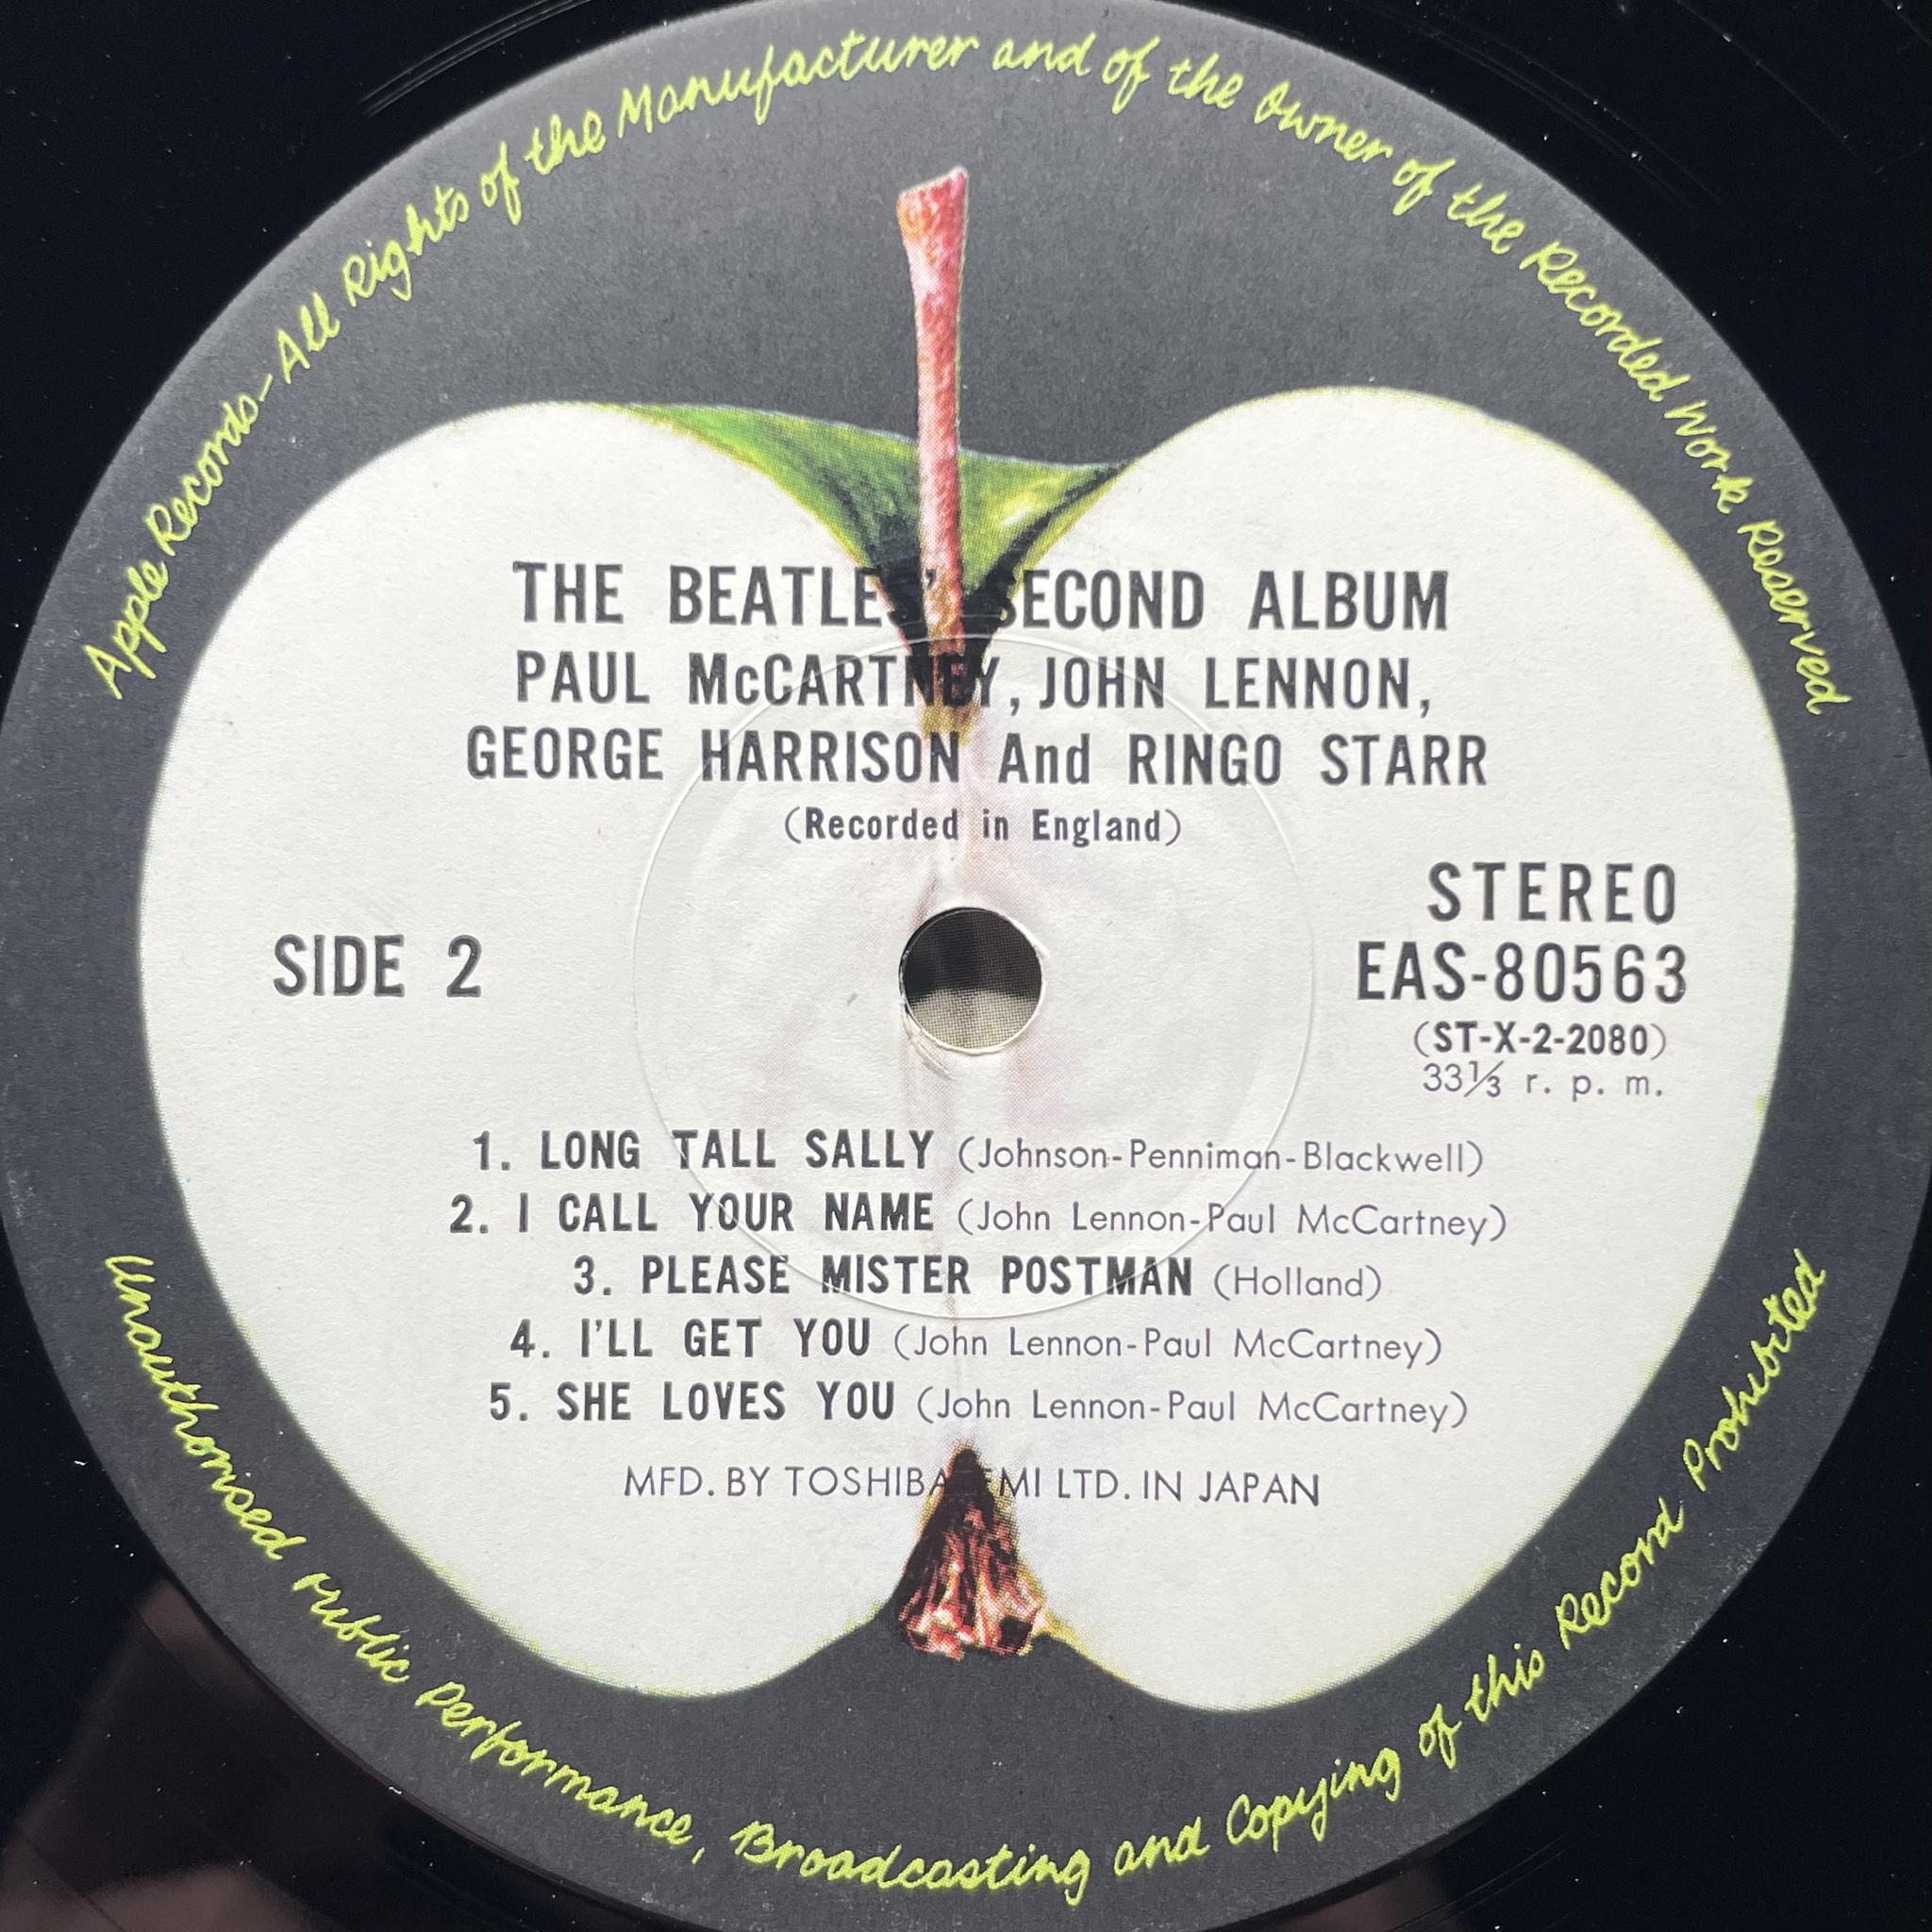 Apple Records–All Rights of the Manufacturer and of the Owner of the Recorded Work Reserved
THE BEATLES' SECOND ALBUM
PAUL McCARTNEY, JOHN LENNON,
GEORGE HARRISON And RINGO STARR
(Recorded in England)
SIDE 2
STEREO
EAS-80563
(ST-X-2-2080)
33⅓ r. p. m.
1. LONG TALL SALLY (Johnson-Penniman-Blackwell)
2. I CALL YOUR NAME (John Lennon-Paul McCartney)
3. PLEASE MISTER POSTMAN (Holland)
4. I'LL GET YOU (John Lennon-Paul McCartney)
5. SHE LOVES YOU (John Lennon-Paul McCartney)
MFD. BY TOSHIBA EMI LTD. IN JAPAN
Unauthorised Public Performance, Broadcasting and Copying of this Record Prohibited